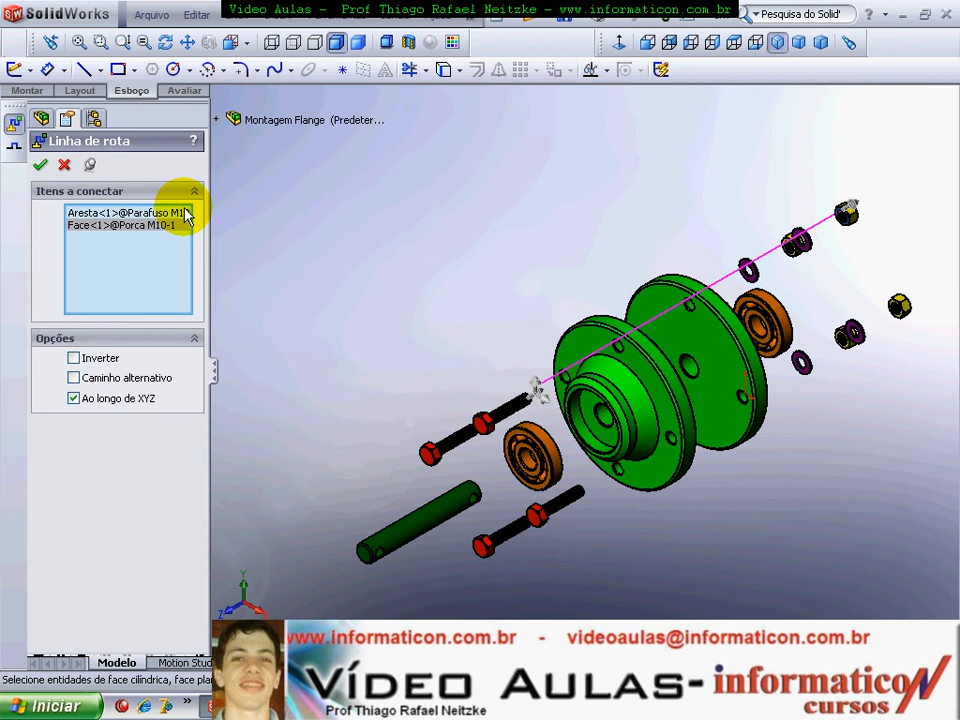 Video Aulas - Prof Thiago Rafael Neitzke - www.informaticon.com.br
SolidWorks
Arquivo
Editar
Pesquisa do Solid'
Montar
Layout
Esboço
Avaliar
Montagem Flange (Predeter...
Linha de rota
?
Itens a conectar
Aresta<1>@Parafuso M1
Face<1>@Porca M10-1
Opções
Inverter
Caminho alternativo
Ao longo de XYZ
Y
Z
Modelo
Motion Stud
Selecione entidades de face cilíndrica, face plan
Iniciar
www.informaticon.com.br - videoaulas@informaticon.com.br
Vídeo Aulas- informaticon
cursos
Prof Thiago Rafael Neitzke